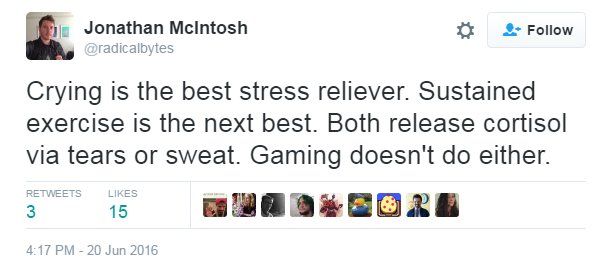 Jonathan McIntosh
@radicalbytes
Follow
Crying is the best stress reliever. Sustained
exercise is the next best. Both release cortisol
via tears or sweat. Gaming doesn't do either.
RETWEETS LIKES
3 15
4:17 PM - 20 Jun 2016